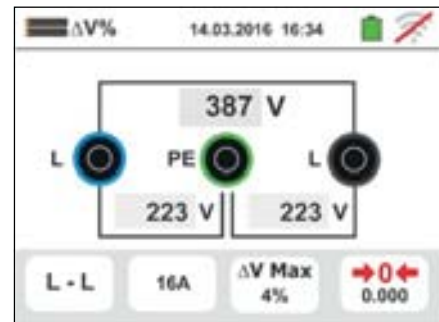 ΔV% 14.03.2016 16:34
387 V
L PE L
223 V 223 V
L - L 16A ΔV Max 4% →0← 0.000